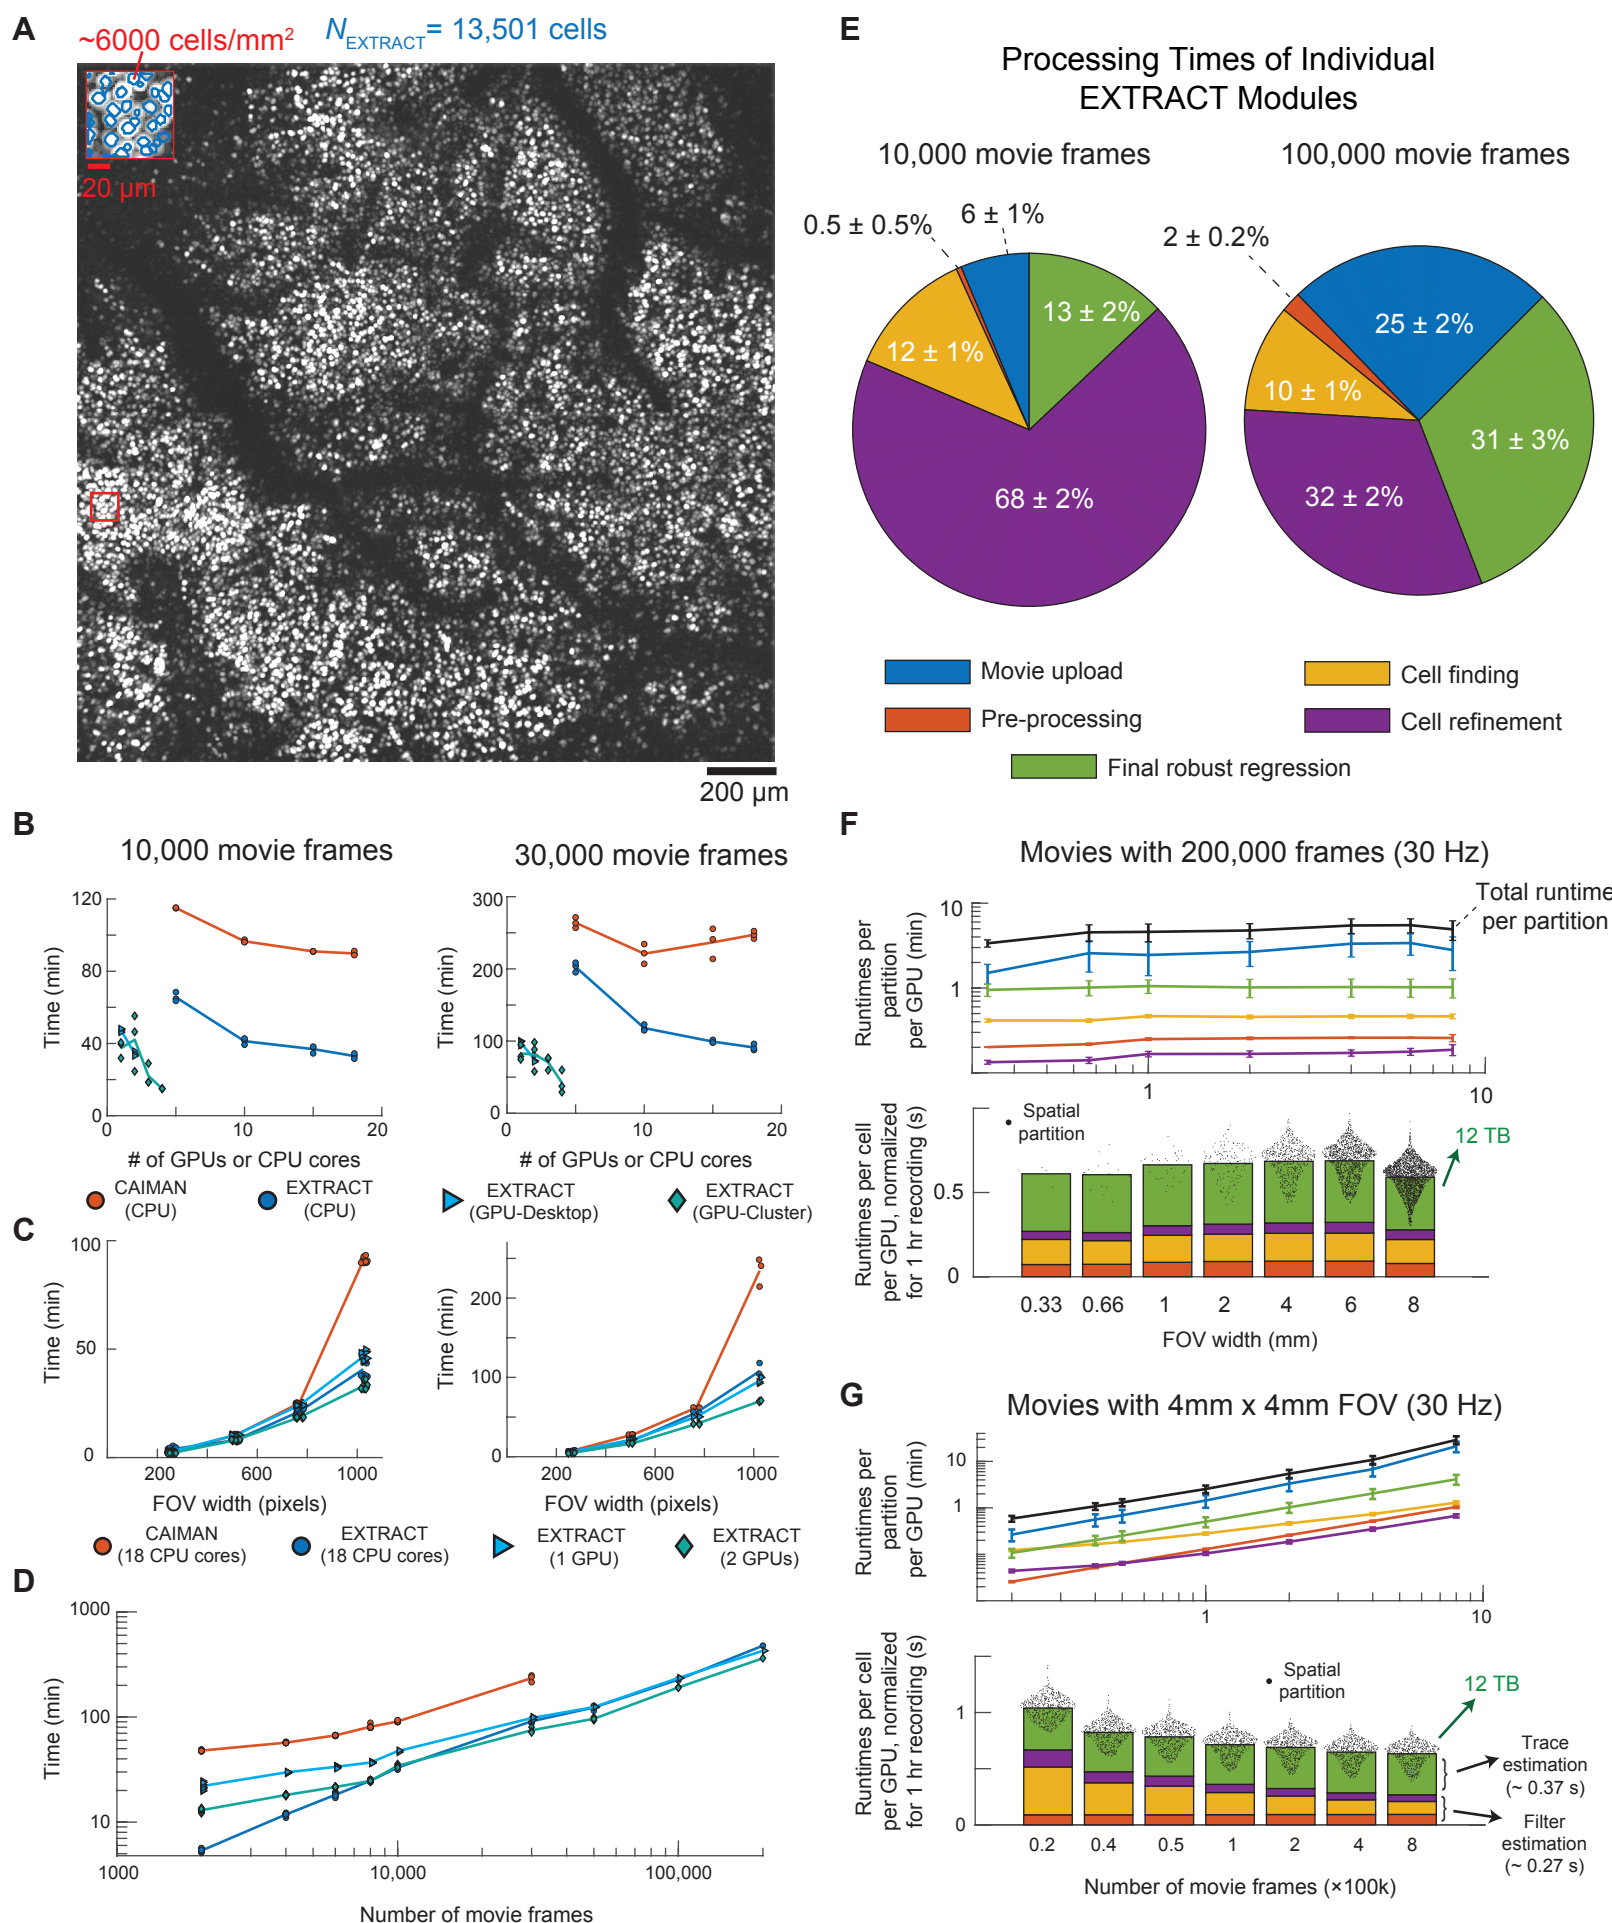 A
~6000 cells/mm²
N EXTRACT = 13,501 cells
20 µm
200 µm
B
10,000 movie frames
30,000 movie frames
Time (min)
120
80
40
0
0
10
20
# of GPUs or CPU cores
Time (min)
300
200
100
0
0
10
20
# of GPUs or CPU cores
CAIMAN
(CPU)
EXTRACT
(CPU)
EXTRACT
(GPU-Desktop)
EXTRACT
(GPU-Cluster)
C
Time (min)
100
50
0
200
600
1000
FOV width (pixels)
Time (min)
200
100
0
200
600
1000
FOV width (pixels)
CAIMAN
(18 CPU cores)
EXTRACT
(18 CPU cores)
EXTRACT
(1 GPU)
EXTRACT
(2 GPUs)
D
Time (min)
1000
100
10
1000
10,000
100,000
Number of movie frames
E
Processing Times of Individual
EXTRACT Modules
10,000 movie frames
100,000 movie frames
0.5 ± 0.5%
6 ± 1%
13 ± 2%
12 ± 1%
68 ± 2%
2 ± 0.2%
25 ± 2%
10 ± 1%
31 ± 3%
32 ± 2%
Movie upload
Cell finding
Pre-processing
Cell refinement
Final robust regression
F
Movies with 200,000 frames (30 Hz)
Runtimes per
partition
per GPU (min)
10
1
1
10
Total runtime
per partition
Runtimes per cell
per GPU, normalized
for 1 hr recording (s)
0.5
0
Spatial
partition
12 TB
0.33
0.66
1
2
4
6
8
FOV width (mm)
G
Movies with 4mm x 4mm FOV (30 Hz)
Runtimes per
partition
per GPU (min)
10
1
1
10
Runtimes per cell
per GPU, normalized
for 1 hr recording (s)
1
0
Spatial
partition
12 TB
Trace
estimation
(~ 0.37 s)
Filter
estimation
(~ 0.27 s)
0.2
0.4
0.5
1
2
4
8
Number of movie frames (×100k)